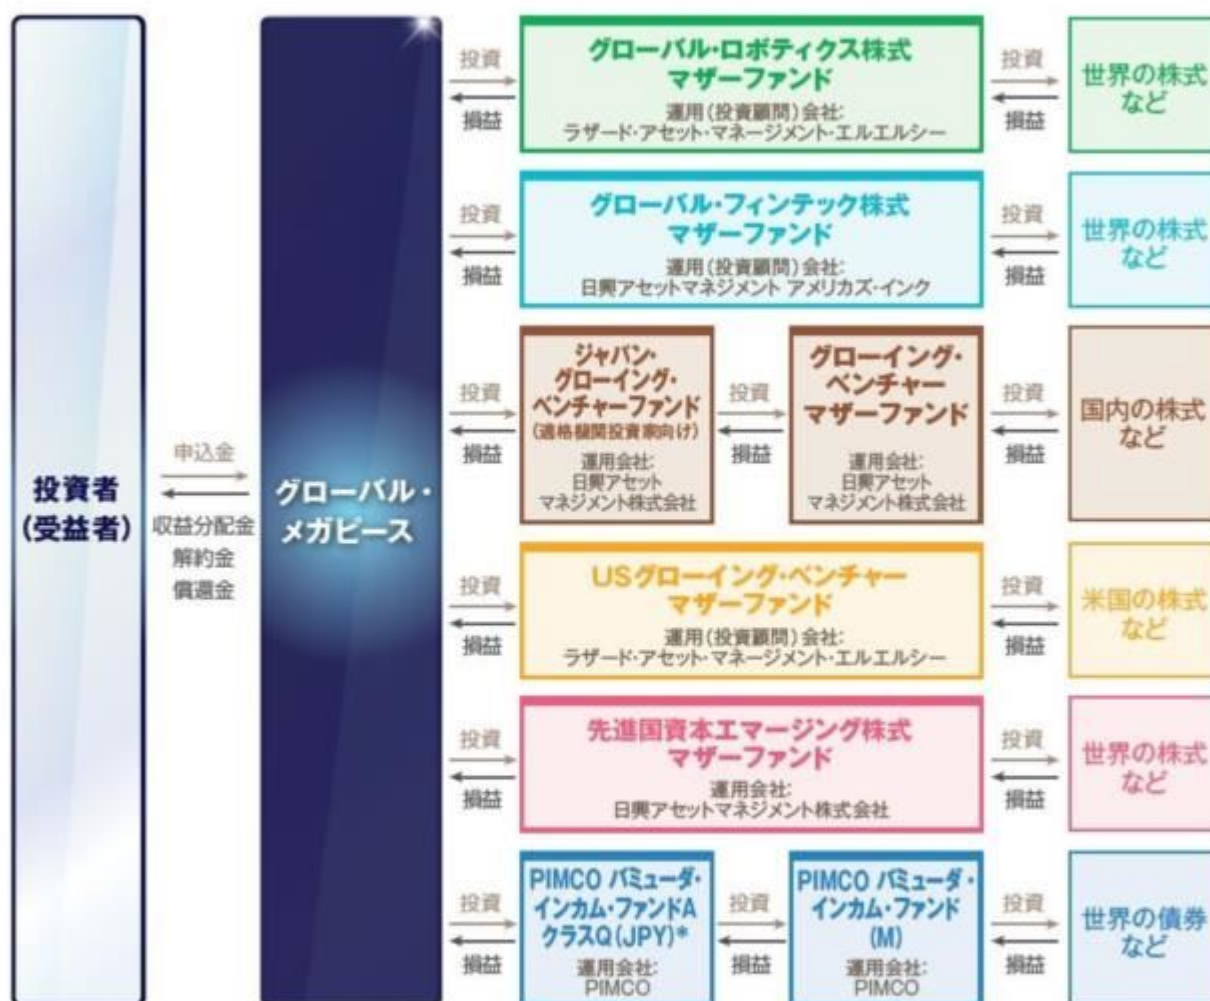 投資者
(受益者)
申込金
収益分配金
解約金
償還金
グローバル・
メガピース
投資
損益
グローバル・ロボティクス株式
マザーファンド
運用(投資顧問)会社:
ラザード・アセット・マネージメント・エルエルシー
投資
損益
世界の株式
など
投資
損益
グローバル・フィンテック株式
マザーファンド
運用(投資顧問)会社:
日興アセットマネジメント アメリカズ・インク
投資
損益
世界の株式
など
投資
損益
ジャパン・
グローイング・
ベンチャーファンド
(適格機関投資家向け)
運用会社:
日興アセット
マネジメント株式会社
投資
損益
グローイング・
ベンチャー
マザーファンド
運用会社:
日興アセット
マネジメント株式会社
投資
損益
国内の株式
など
投資
損益
USグローイング・ベンチャー
マザーファンド
運用(投資顧問)会社:
ラザード・アセット・マネージメント・エルエルシー
投資
損益
米国の株式
など
投資
損益
先進国資本エマージング株式
マザーファンド
運用会社:
日興アセットマネジメント株式会社
投資
損益
世界の株式
など
投資
損益
PIMCO バミューダ・
インカム・ファンドA
クラスQ(JPY)*
運用会社:
PIMCO
投資
損益
PIMCO バミューダ・
インカム・ファンド
(M)
運用会社:
PIMCO
投資
損益
世界の債券
など